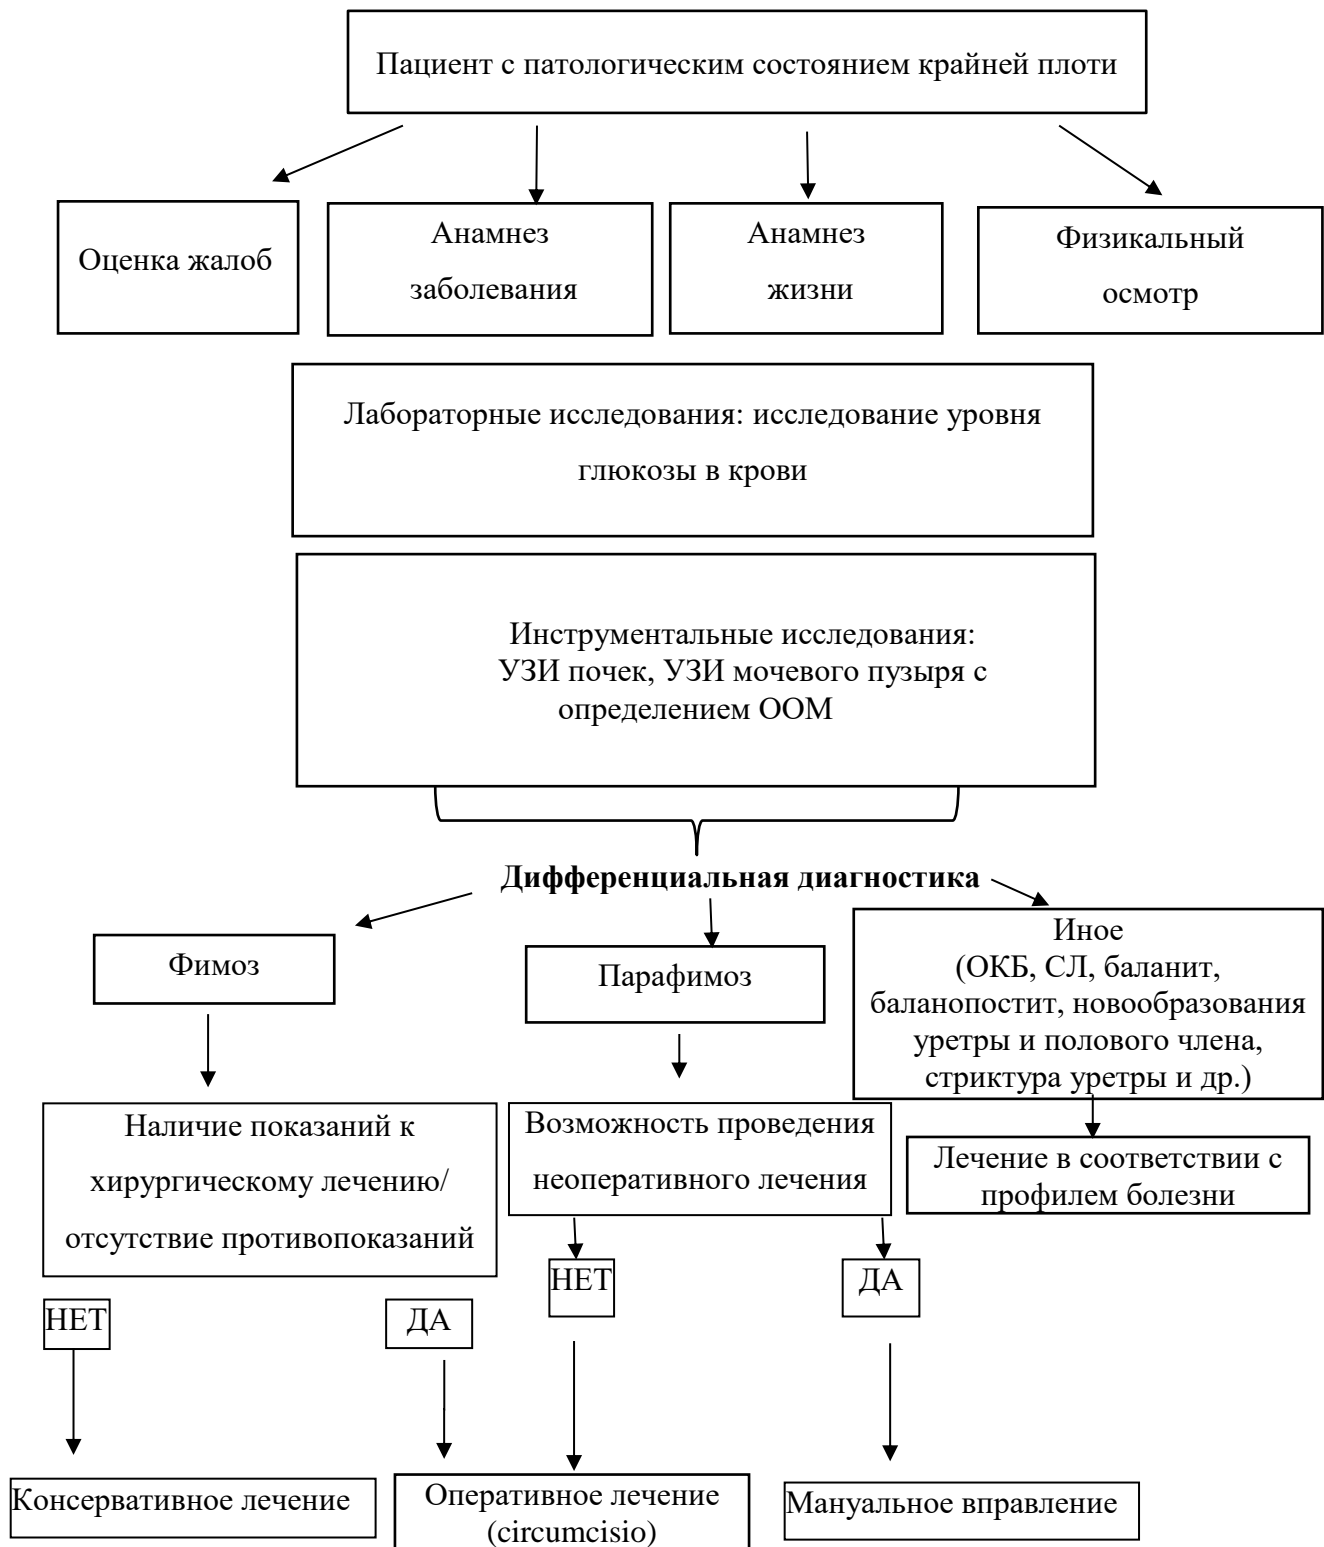 Пациент с патологическим состоянием крайней плоти
Оценка жалоб
Анамнез
заболевания
Анамнез
жизни
Физикальный
осмотр
Лабораторные исследования: исследование уровня
глюкозы в крови
Инструментальные исследования:
УЗИ почек, УЗИ мочевого пузыря с
определением ООМ
Дифференциальная диагностика
Фимоз
Парафимоз
Иное
(ОКБ, СЛ, баланит,
баланопостит, новообразования
уретры и полового члена,
стриктура уретры и др.)
Наличие показаний к
хирургическому лечению/
отсутствие противопоказаний
Возможность проведения
неоперативного лечения
Лечение в соответствии с
профилем болезни
НЕТ
ДА
НЕТ
ДА
Консервативное лечение
Оперативное лечение
(circumcisio)
Мануальное вправление